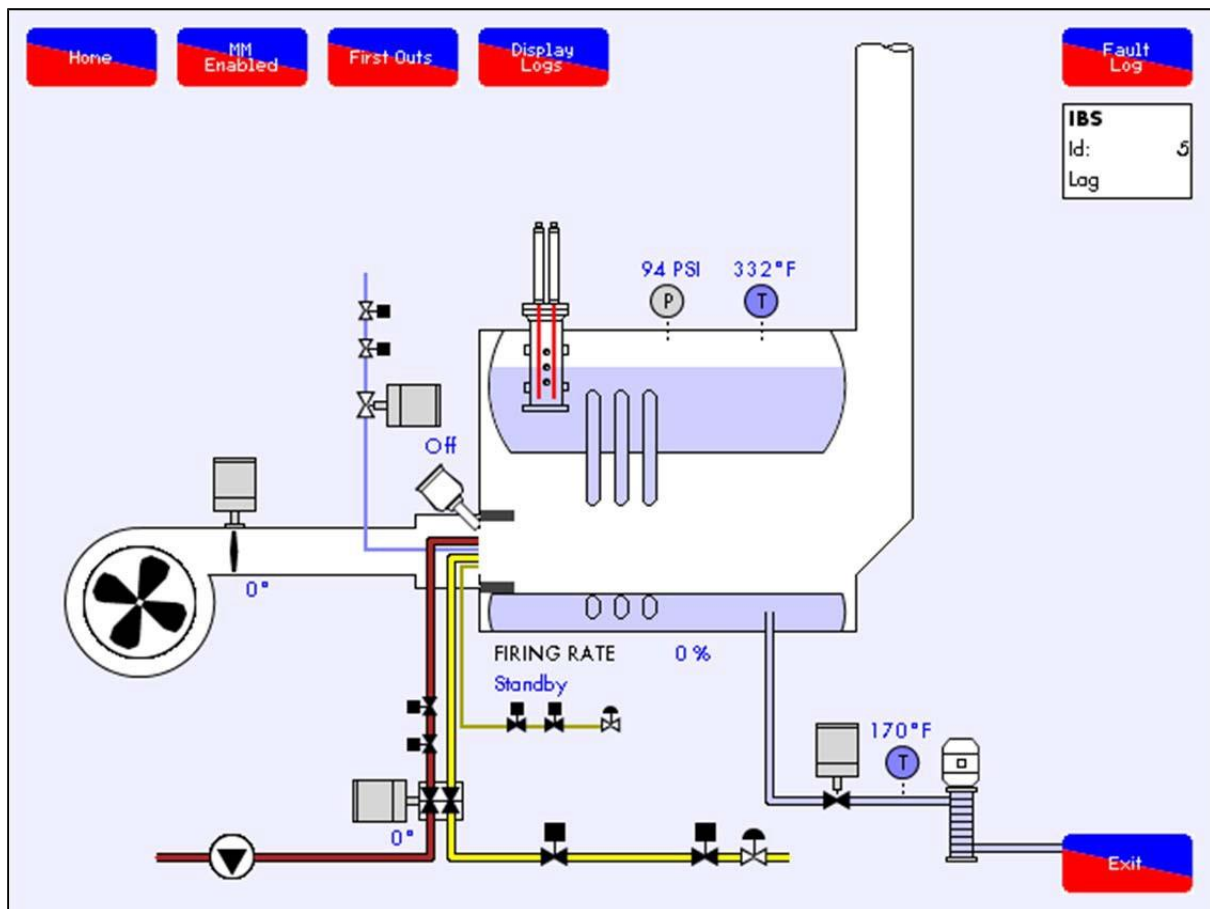 Home
MM
Enabled
First Outs
Display
Logs
Fault
Log
IBS
Id: 5
Lag
94 PSI
332°F
P
T
Off
0°
FIRING RATE 0 %
Standby
170°F
T
0°
Exit